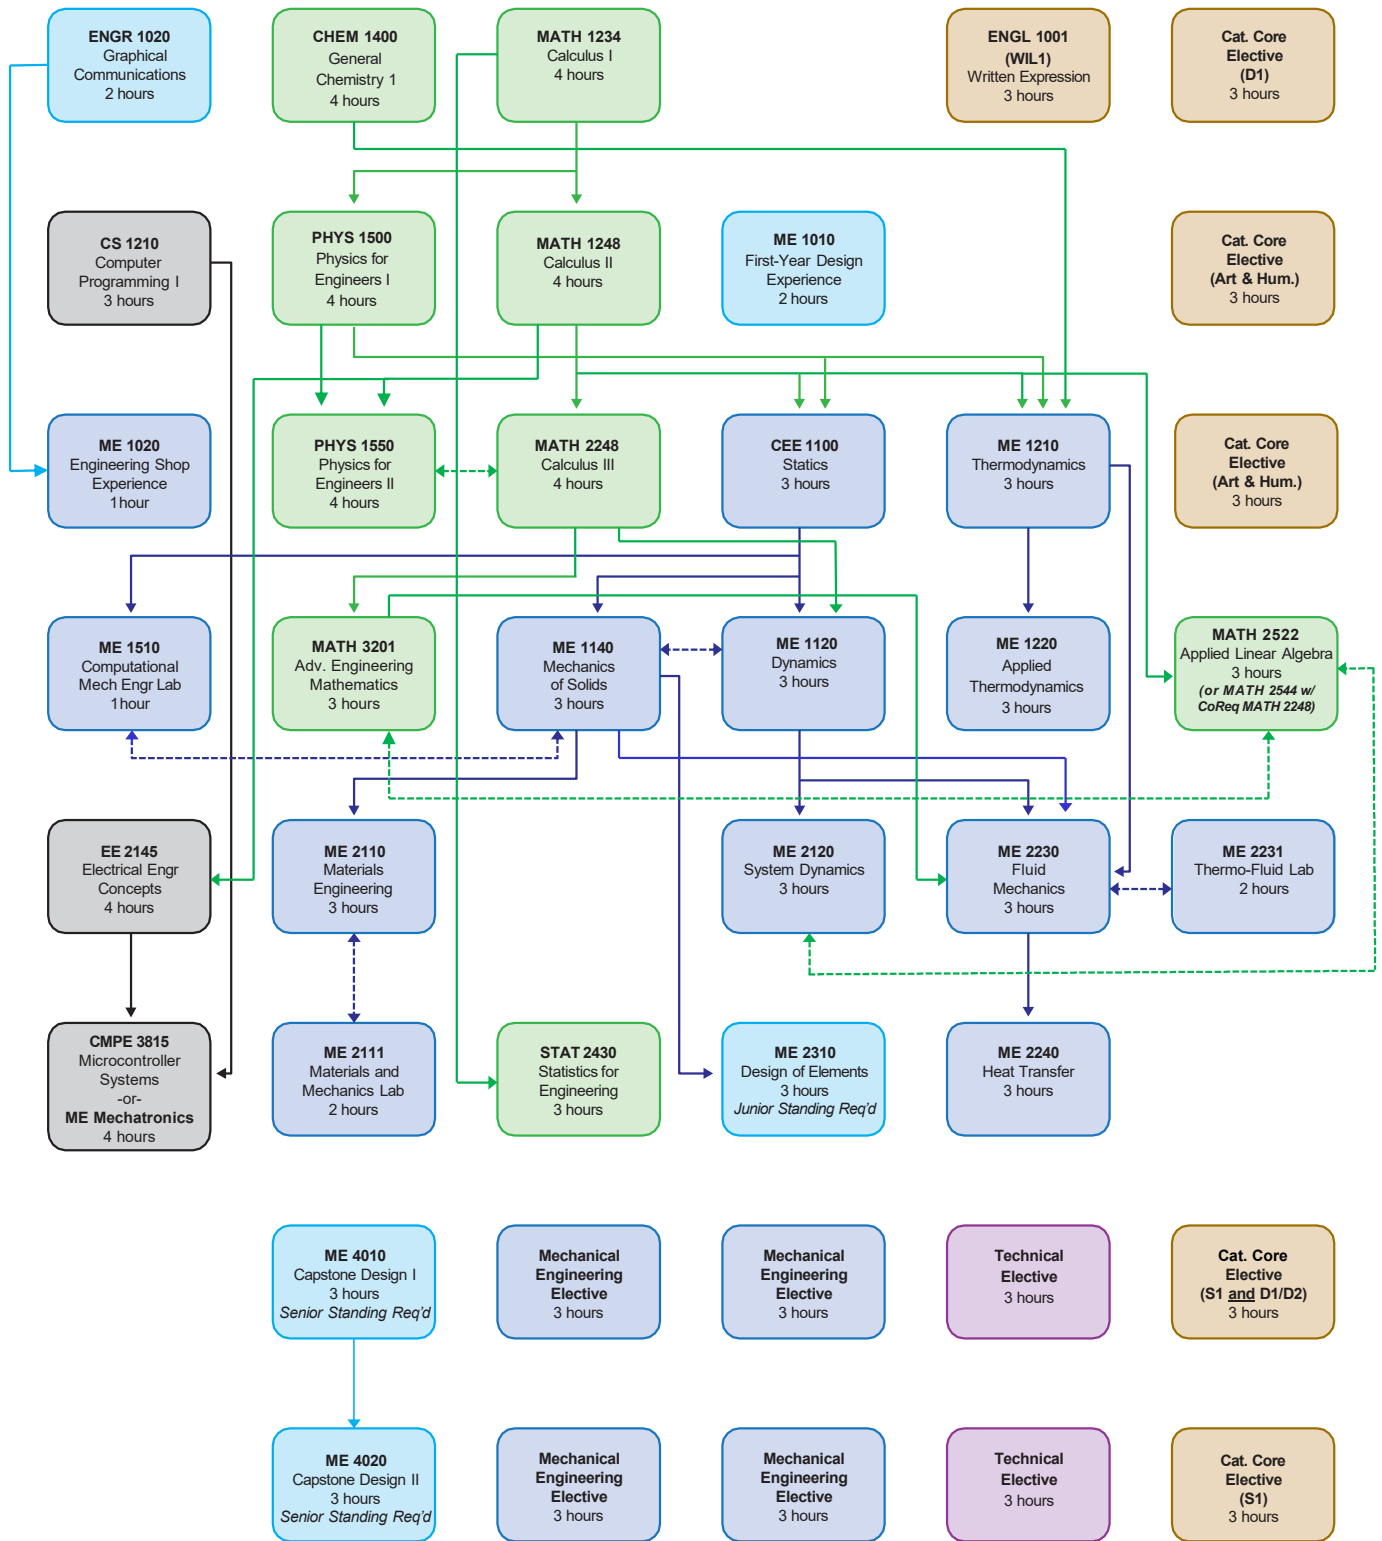 ENGR 1020
Graphical
Communications
2 hours
CHEM 1400
General
Chemistry 1
4 hours
MATH 1234
Calculus I
4 hours
ENGL 1001
(WIL1)
Written Expression
3 hours
Cat. Core
Elective
(D1)
3 hours
CS 1210
Computer
Programming I
3 hours
PHYS 1500
Physics for
Engineers I
4 hours
MATH 1248
Calculus II
4 hours
ME 1010
First-Year Design
Experience
2 hours
Cat. Core
Elective
(Art & Hum.)
3 hours
ME 1020
Engineering Shop
Experience
1hour
PHYS 1550
Physics for
Engineers II
4 hours
MATH 2248
Calculus III
4 hours
CEE 1100
Statics
3 hours
ME 1210
Thermodynamics
3 hours
Cat. Core
Elective
(Art & Hum.)
3 hours
ME 1510
Computational
Mech Engr Lab
1hour
MATH 3201
Adv. Engineering
Mathematics
3 hours
ME 1140
Mechanics
of Solids
3 hours
ME 1120
Dynamics
3 hours
ME 1220
Applied
Thermodynamics
3 hours
MATH 2522
Applied Linear Algebra
3 hours
(or MATH 2544 w/
CoReq MATH 2248)
EE 2145
Electrical Engr
Concepts
4 hours
ME 2110
Materials
Engineering
3 hours
ME 2120
System Dynamics
3 hours
ME 2230
Fluid
Mechanics
3 hours
ME 2231
Thermo-Fluid Lab
2 hours
CMPE 3815
Microcontroller
Systems
-or-
ME Mechatronics
4 hours
ME 2111
Materials and
Mechanics Lab
2 hours
STAT 2430
Statistics for
Engineering
3 hours
ME 2310
Design of Elements
3 hours
Junior Standing Req'd
ME 2240
Heat Transfer
3 hours
ME 4010
Capstone Design I
3 hours
Senior Standing Req'd
Mechanical
Engineering
Elective
3 hours
Mechanical
Engineering
Elective
3 hours
Technical
Elective
3 hours
Cat. Core
Elective
(S1 and D1/D2)
3 hours
ME 4020
Capstone Design II
3 hours
Senior Standing Req'd
Mechanical
Engineering
Elective
3 hours
Mechanical
Engineering
Elective
3 hours
Technical
Elective
3 hours
Cat. Core
Elective
(S1)
3 hours